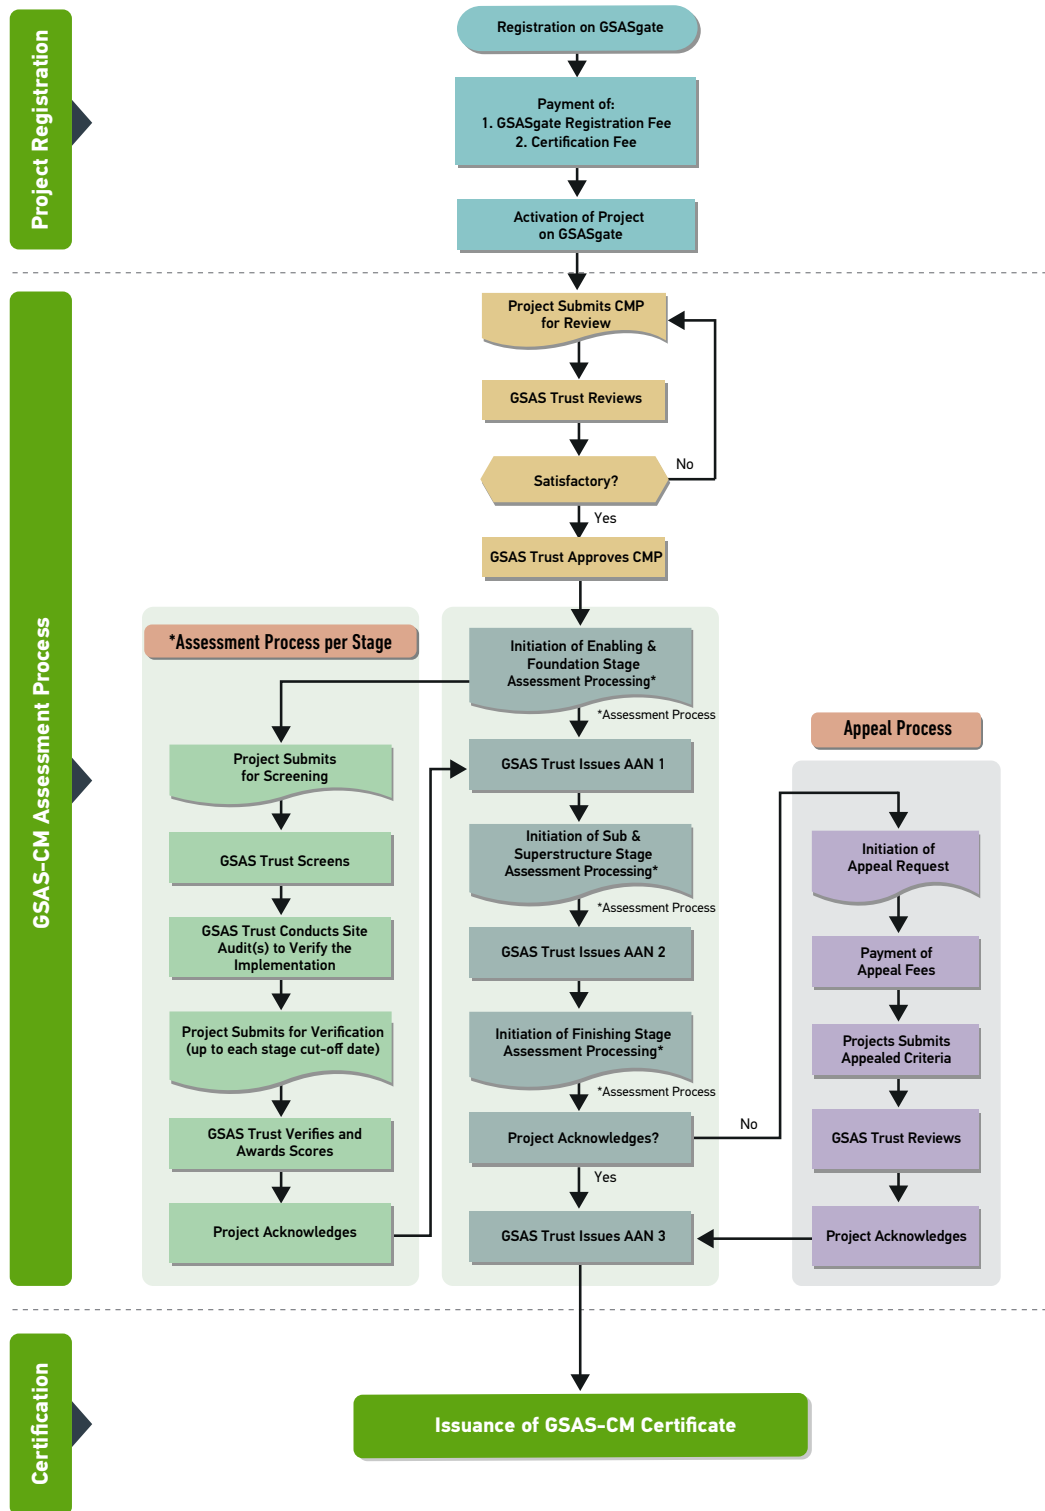 Project Registration
Registration on GSASgate
Payment of:
1. GSASgate Registration Fee
2. Certification Fee
Activation of Project
on GSASgate
GSAS-CM Assessment Process
Project Submits CMP
for Review
GSAS Trust Reviews
Satisfactory?
No
Yes
GSAS Trust Approves CMP
*Assessment Process per Stage
Project Submits
for Screening
GSAS Trust Screens
GSAS Trust Conducts Site
Audit(s) to Verify the
Implementation
Project Submits for Verification
(up to each stage cut-off date)
GSAS Trust Verifies and
Awards Scores
Project Acknowledges
Initiation of Enabling &
Foundation Stage
Assessment Processing*
*Assessment Process
GSAS Trust Issues AAN 1
Initiation of Sub &
Superstructure Stage
Assessment Processing*
*Assessment Process
GSAS Trust Issues AAN 2
Initiation of Finishing Stage
Assessment Processing*
*Assessment Process
Project Acknowledges?
No
Yes
GSAS Trust Issues AAN 3
Appeal Process
Initiation of
Appeal Request
Payment of
Appeal Fees
Projects Submits
Appealed Criteria
GSAS Trust Reviews
Project Acknowledges
Certification
Issuance of GSAS-CM Certificate